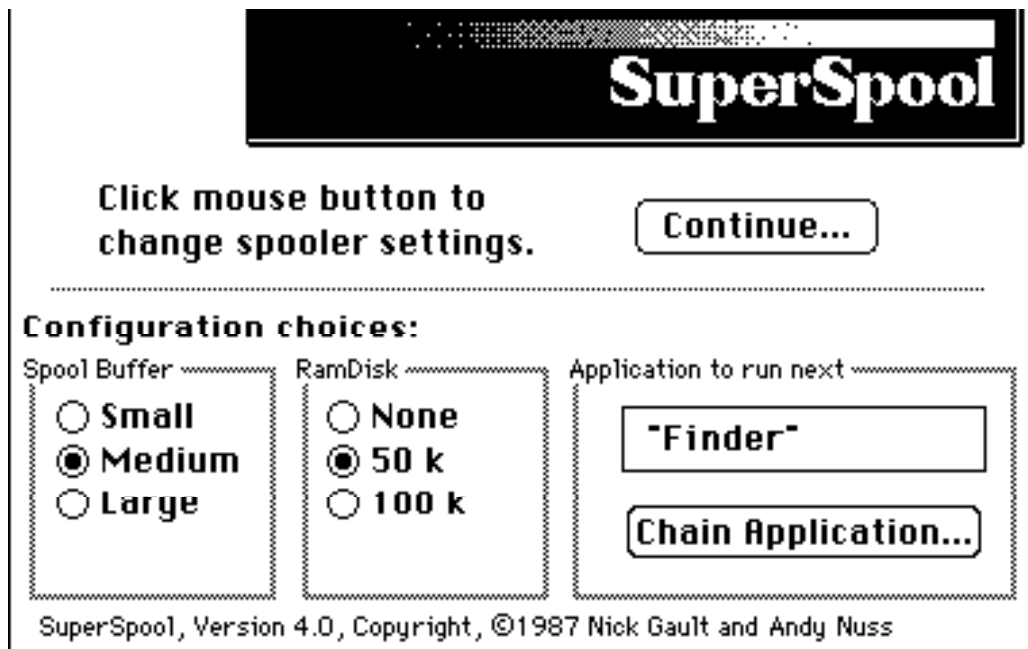 SuperSpool
Click mouse button to
change spooler settings.
Continue...
Configuration choices:
Spool Buffer
Small
Medium
Large
RamDisk
None
50 k
100 k
Application to run next
"Finder"
Chain Application...
SuperSpool, Version 4.0, Copyright, ©1987 Nick Gault and Andy Nuss